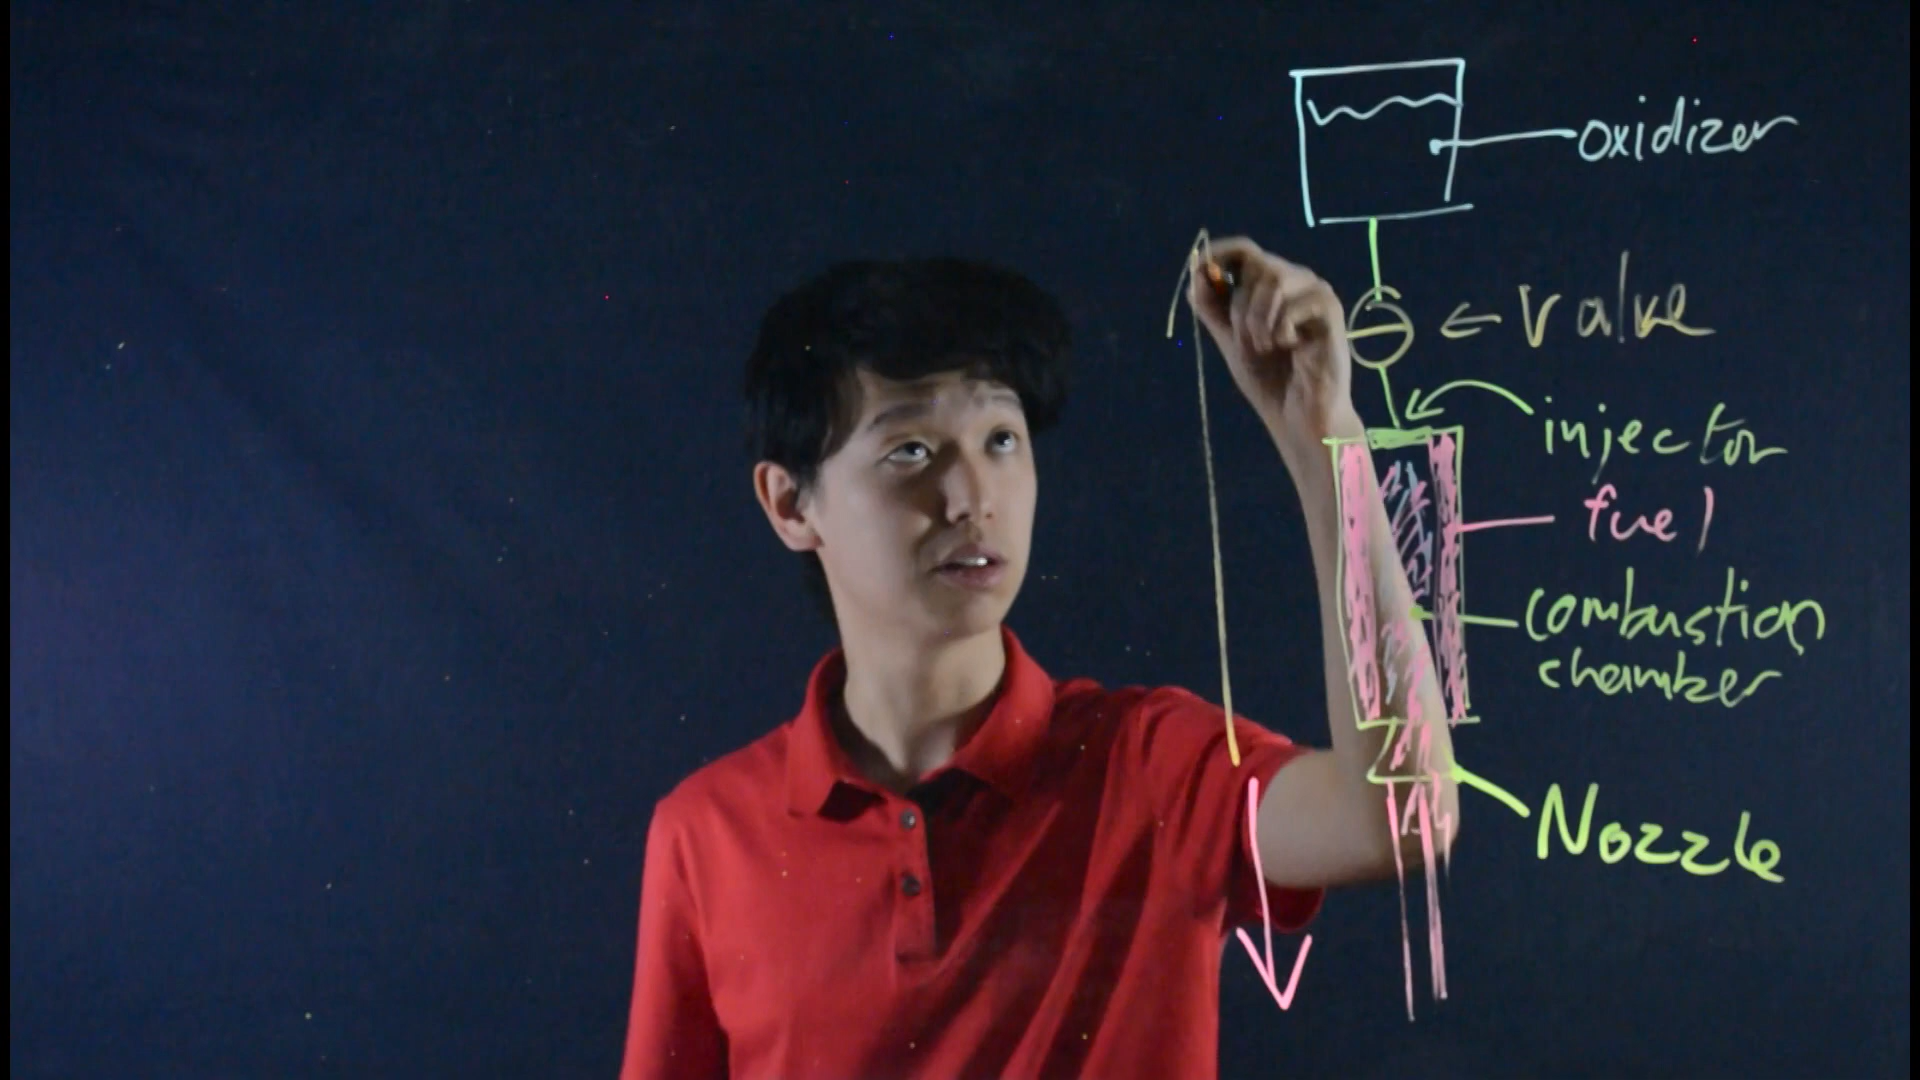 oxidizer
valve
injector
fuel
combustion
chamber
Nozzle